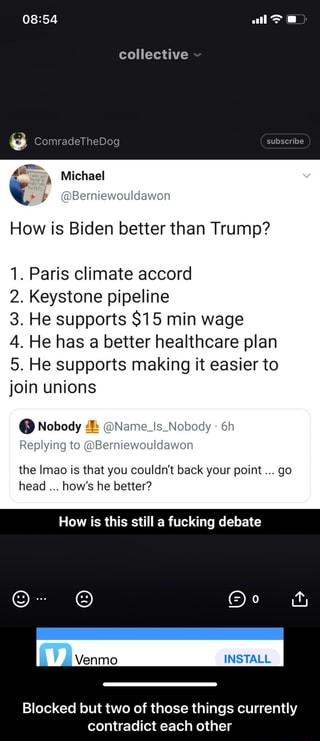 08:54
collective
ComradeTheDog
subscribe
Michael
@Berniewouldawon
How is Biden better than Trump?
1. Paris climate accord
2. Keystone pipeline
3. He supports $15 min wage
4. He has a better healthcare plan
5. He supports making it easier to
join unions
Nobody @Name_Is_Nobody · 6h
Replying to @Berniewouldawon
the lmao is that you couldn't back your point ... go
head ... how's he better?
How is this still a fucking debate
0
Venmo
INSTALL
Blocked but two of those things currently
contradict each other